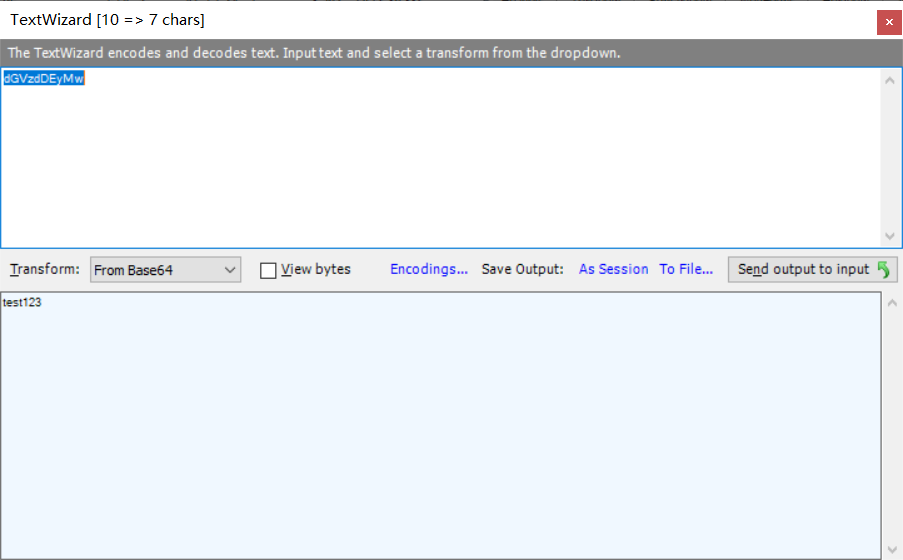 TextWizard [10 => 7 chars]
The TextWizard encodes and decodes text. Input text and select a transform from the dropdown.
dGVzdDEyMw
Transform: From Base64 View bytes Encodings... Save Output: As Session To File... Send output to input
test123